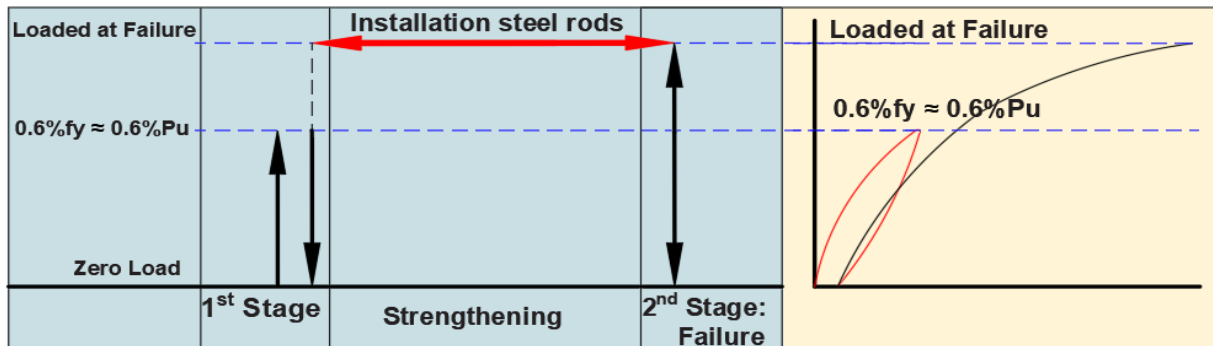 Loaded at Failure
Installation steel rods
Loaded at Failure
0.6%fy ≈ 0.6%Pu
0.6%fy ≈ 0.6%Pu
Zero Load
1st Stage
Strengthening
2nd Stage:
Failure